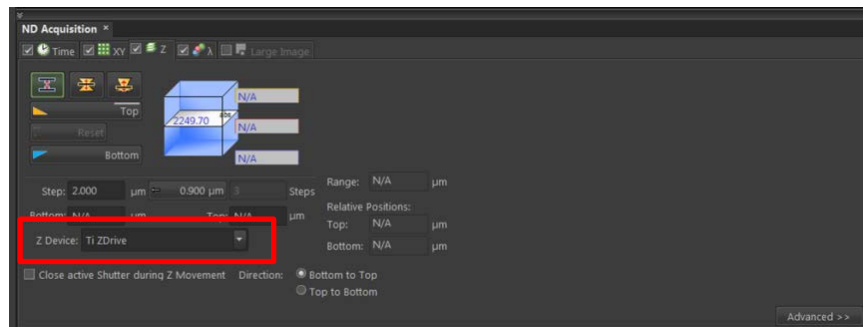 ND Acquisition ×
Time XY Z λ Large Image
Top
N/A
2249.70
Reset
N/A
Bottom
N/A
Step: 2.000 µm 0.900 µm 3 Steps
Range: N/A µm
Bottom: N/A µm Top: N/A µm
Relative Positions:
Top: N/A µm
Z Device: Ti ZDrive
Bottom: N/A µm
Close active Shutter during Z Movement Direction: Bottom to Top
Top to Bottom
Advanced >>